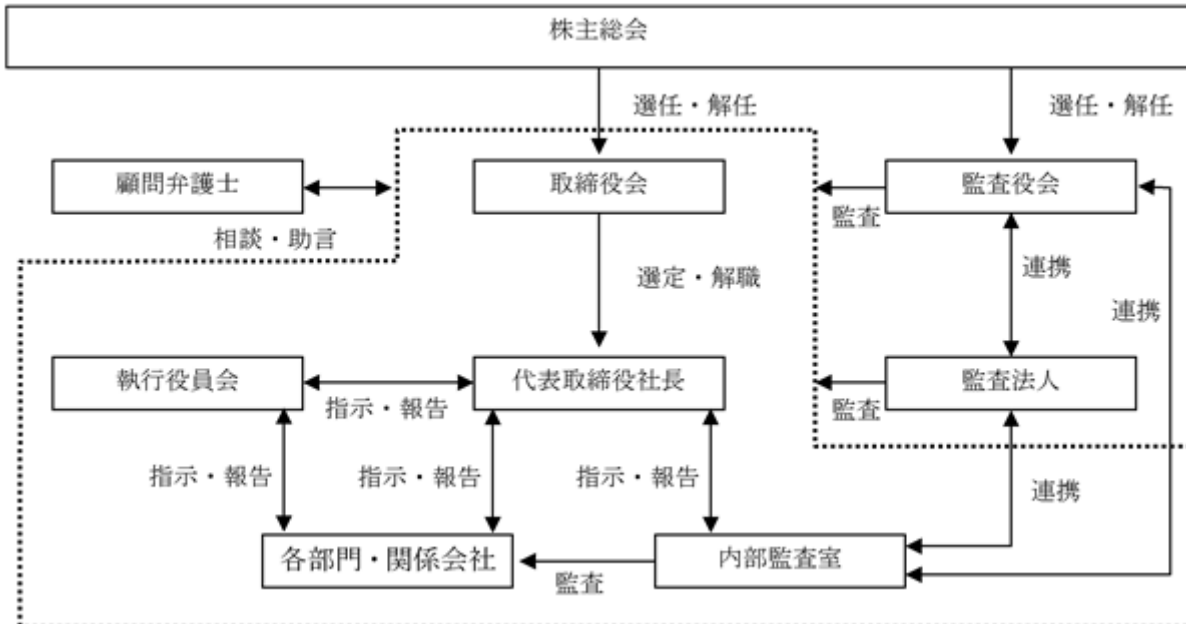 株主総会
選任・解任
選任・解任
顧問弁護士
取締役会
監査役会
監査
相談・助言
選定・解職
連携
連携
執行役員会
代表取締役社長
監査法人
指示・報告
監査
指示・報告
指示・報告
指示・報告
連携
各部門・関係会社
内部監査室
監査